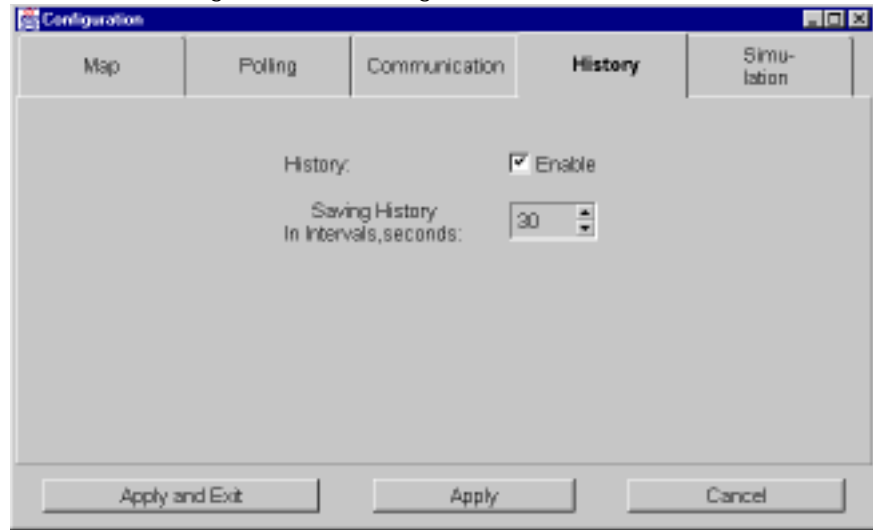 Configuration
Map
Polling
Communication
History
Simu-
lation
History:
Enable
Saving History
In Intervals,seconds:
30
Apply and Exit
Apply
Cancel